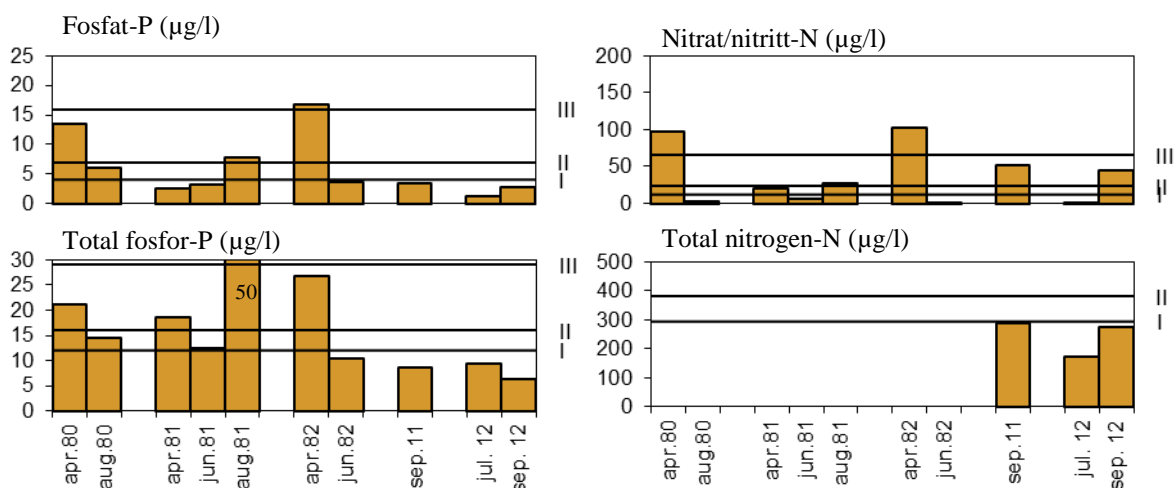 Fosfat-P (µg/l)
25
20
15
10
5
0
III
II
I
Nitrat/nitritt-N (µg/l)
200
150
100
50
0
III
II
I
Total fosfor-P (µg/l)
30
25
20
15
10
5
0
50
III
II
I
apr.80
aug.80
apr.81
jun.81
aug.81
apr.82
jun.82
sep.11
jul. 12
sep. 12
Total nitrogen-N (µg/l)
500
400
300
200
100
0
II
I
apr.80
aug.80
apr.81
jun.81
aug.81
apr.82
jun.82
sep.11
jul. 12
sep. 12